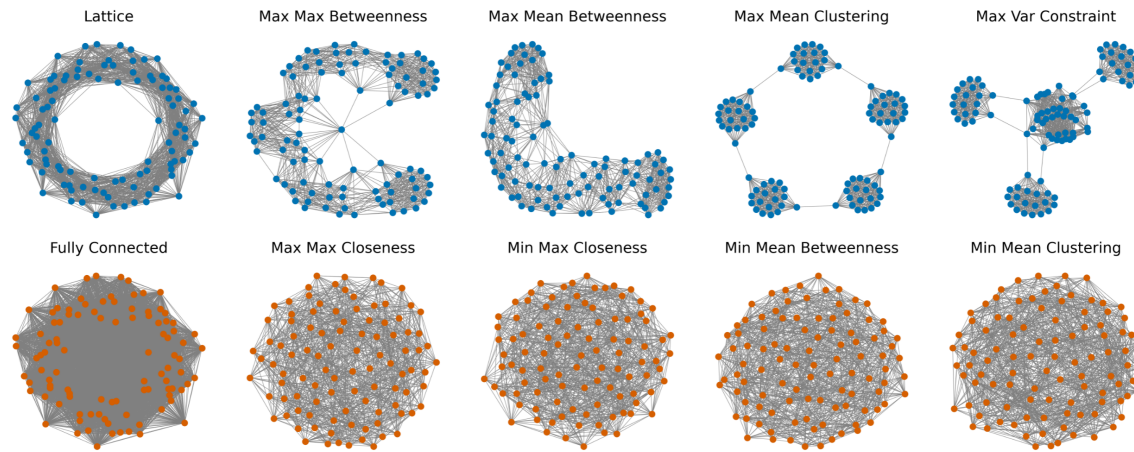 Lattice
Max Max Betweenness
Max Mean Betweenness
Max Mean Clustering
Max Var Constraint
Fully Connected
Max Max Closeness
Min Max Closeness
Min Mean Betweenness
Min Mean Clustering